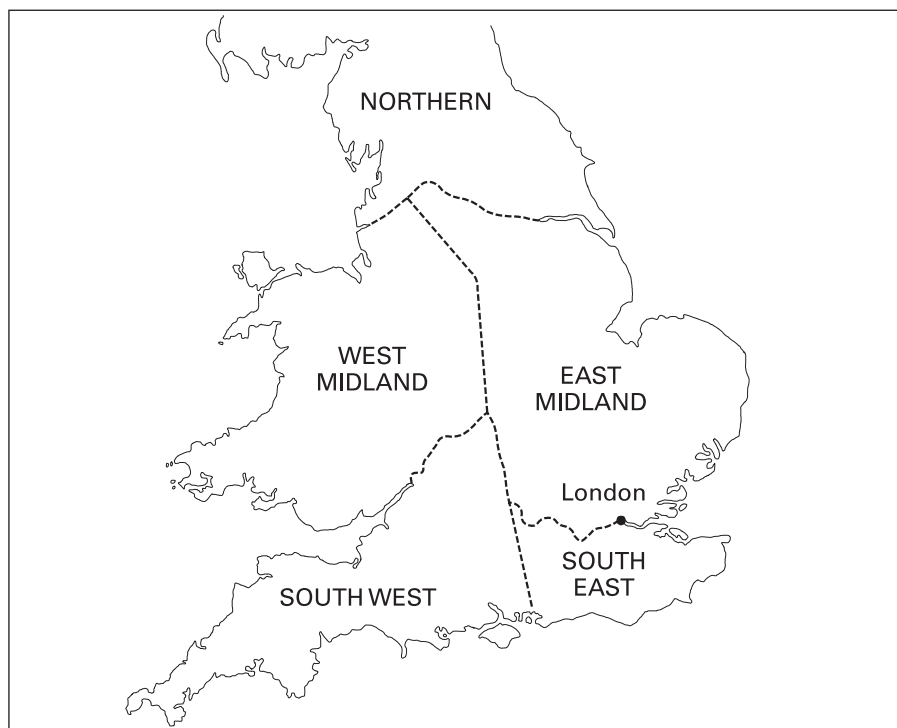 NORTHERN
WEST
MIDLAND
EAST
MIDLAND
London
SOUTH
EAST
SOUTH WEST